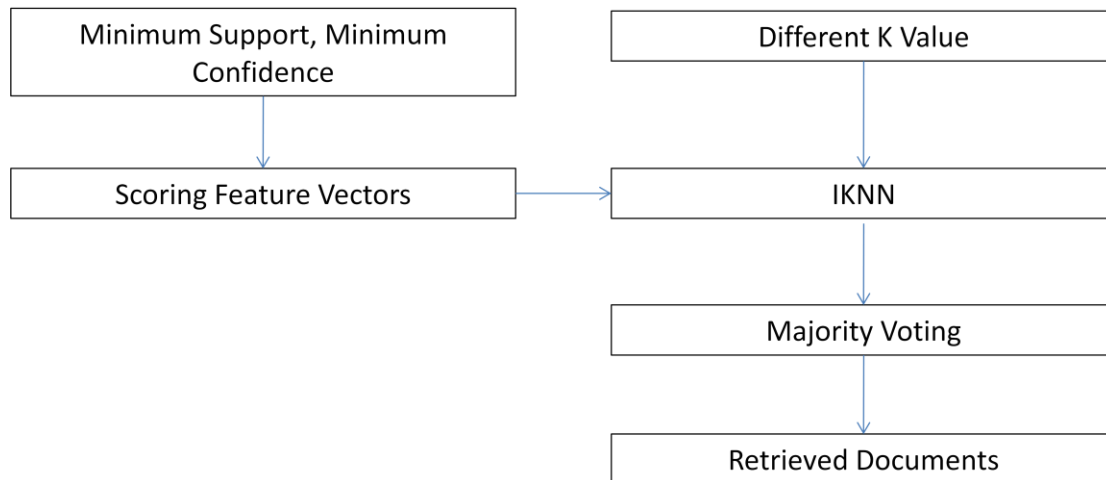 Minimum Support, Minimum
Confidence
Different K Value
Scoring Feature Vectors
IKNN
Majority Voting
Retrieved Documents